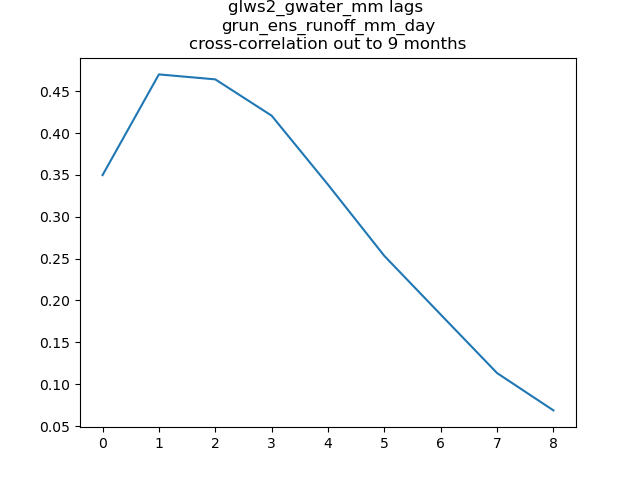 glws2_gwater_mm lags
grun_ens_runoff_mm_day
cross-correlation out to 9 months
0.45
0.40
0.35
0.30
0.25
0.20
0.15
0.10
0.05
0 1 2 3 4 5 6 7 8